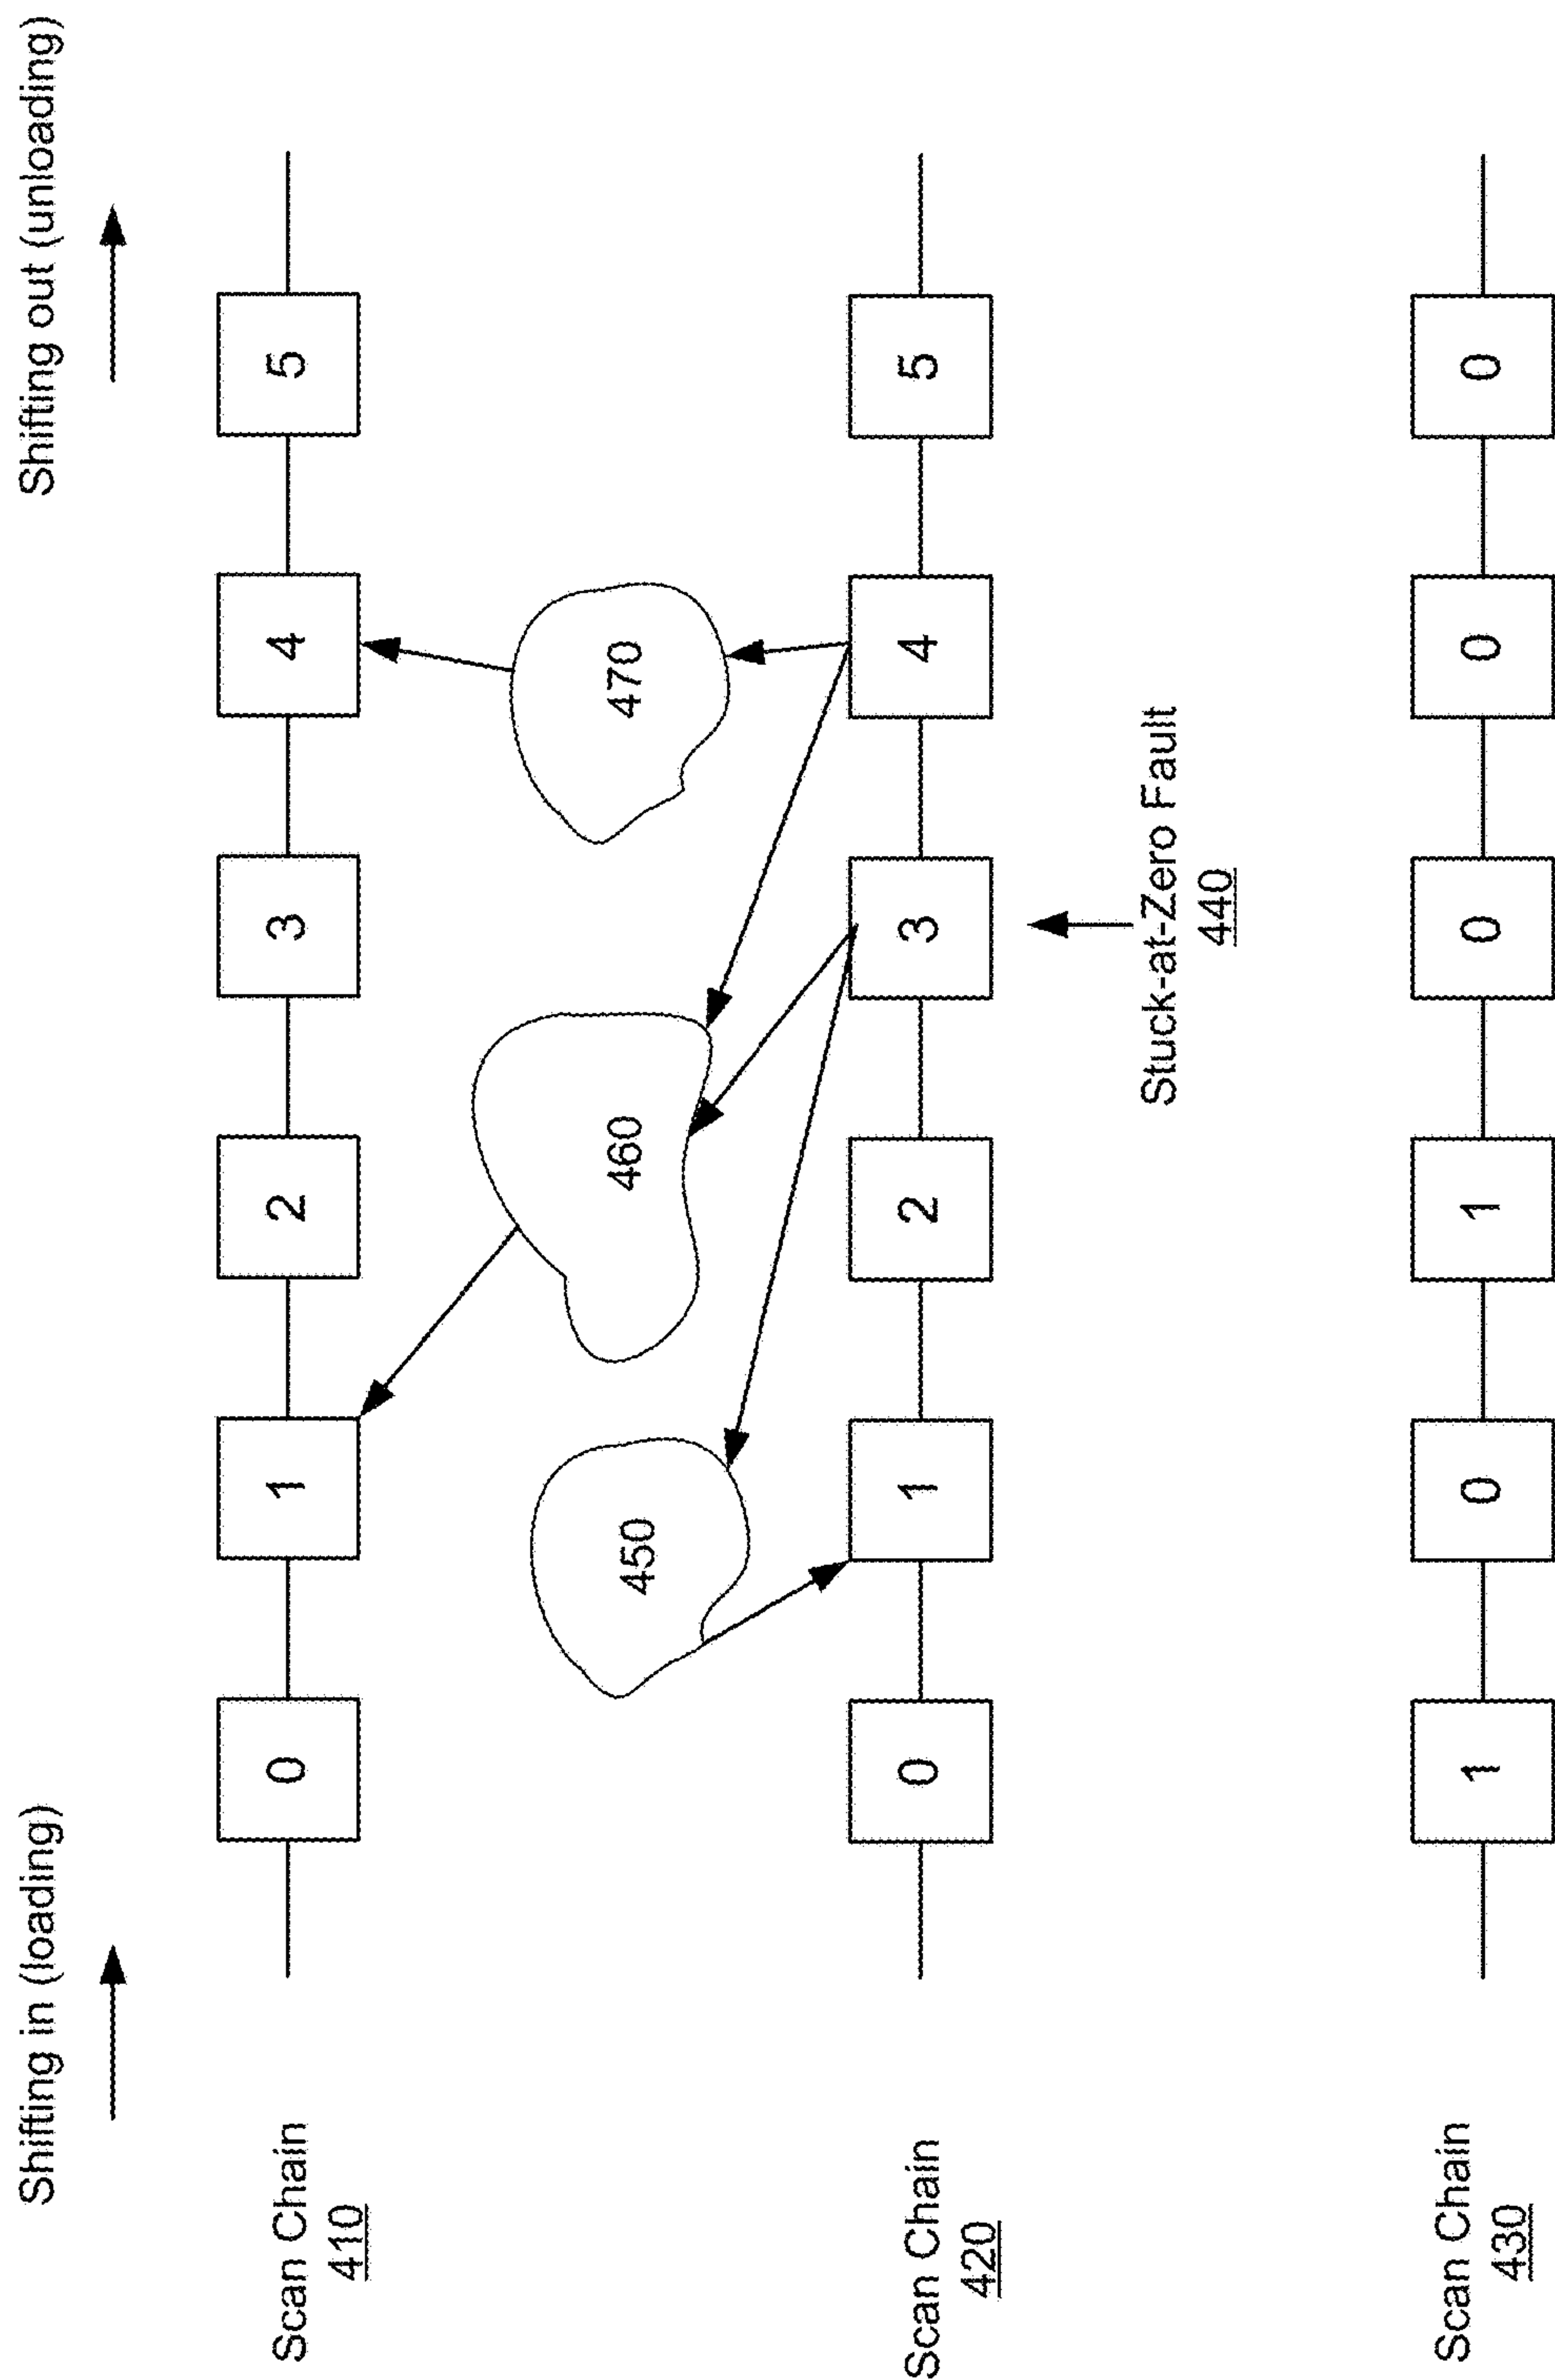 Shifting in (loading)
Shifting out (unloading)
Scan Chain
410
0 1 2 3 4 5
450
460
470
Scan Chain
420
0 1 2 3 4 5
Stuck-at-Zero Fault
440
Scan Chain
430
1 0 1 0 0 0